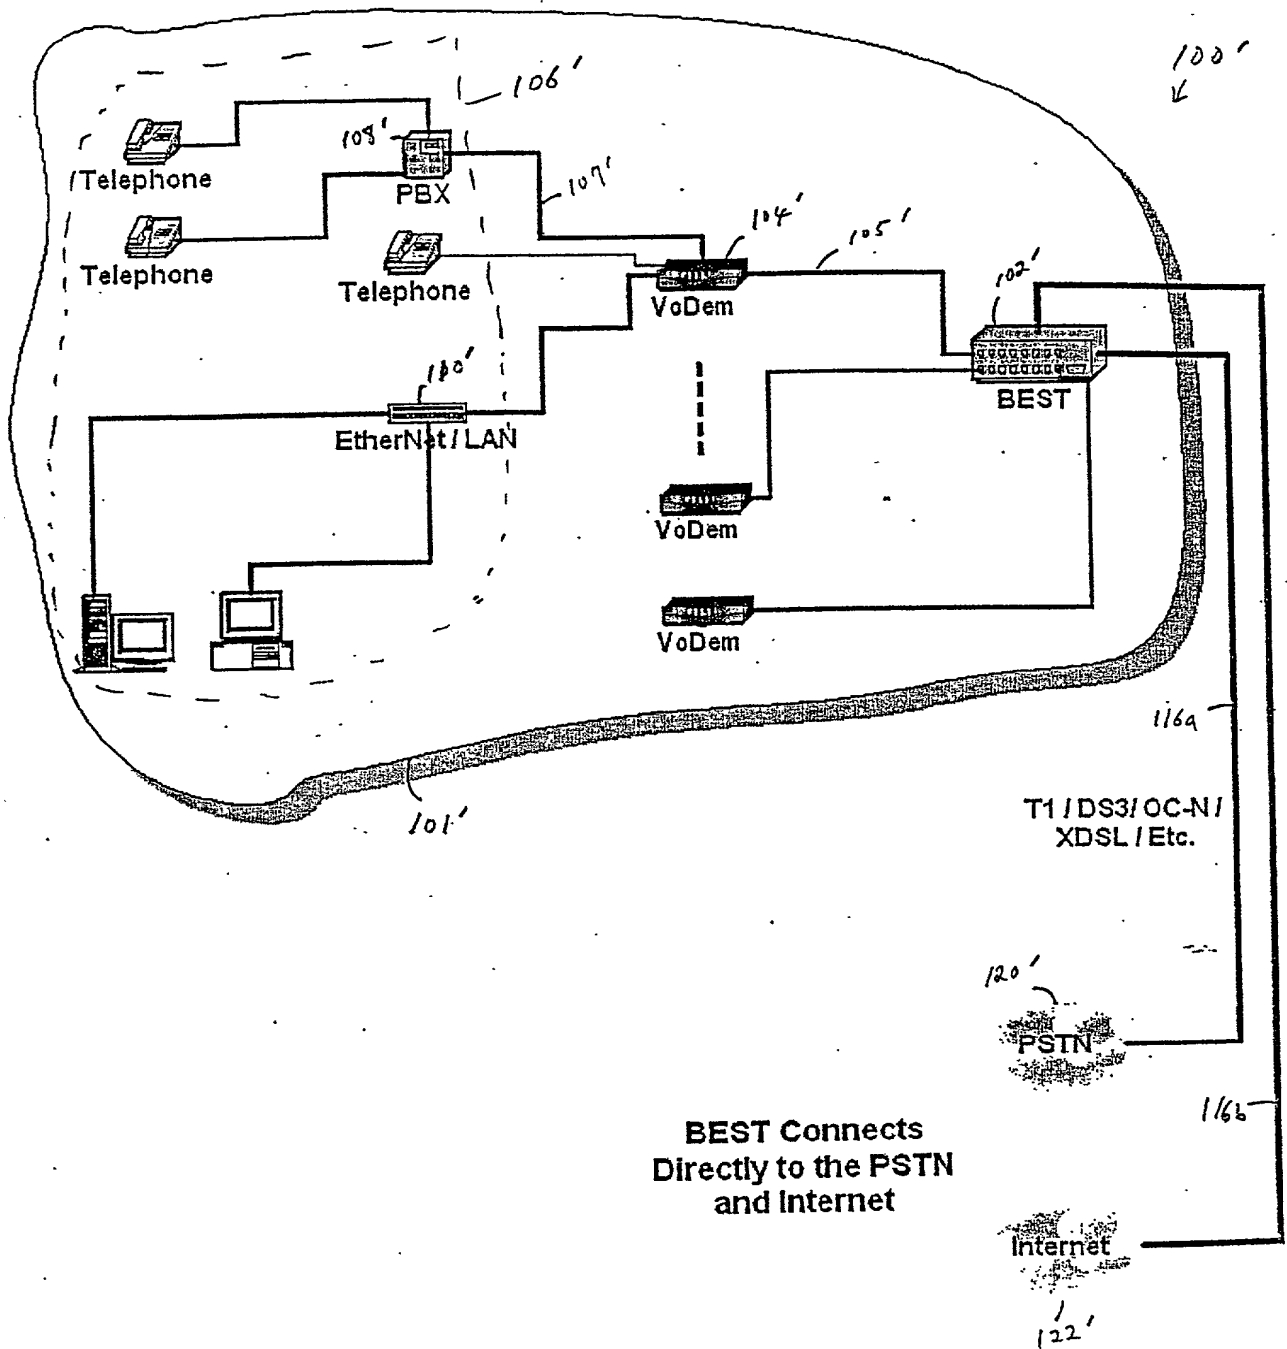 100'
106'
108'
Telephone
PBX
107'
104'
105'
Telephone
Telephone
VoDem
102'
BEST
110'
EtherNet / LAN
VoDem
VoDem
116a
101'
T1 / DS3/ OC-N /
XDSL / Etc.
120'
PSTN
116b
BEST Connects
Directly to the PSTN
and Internet
Internet
122'